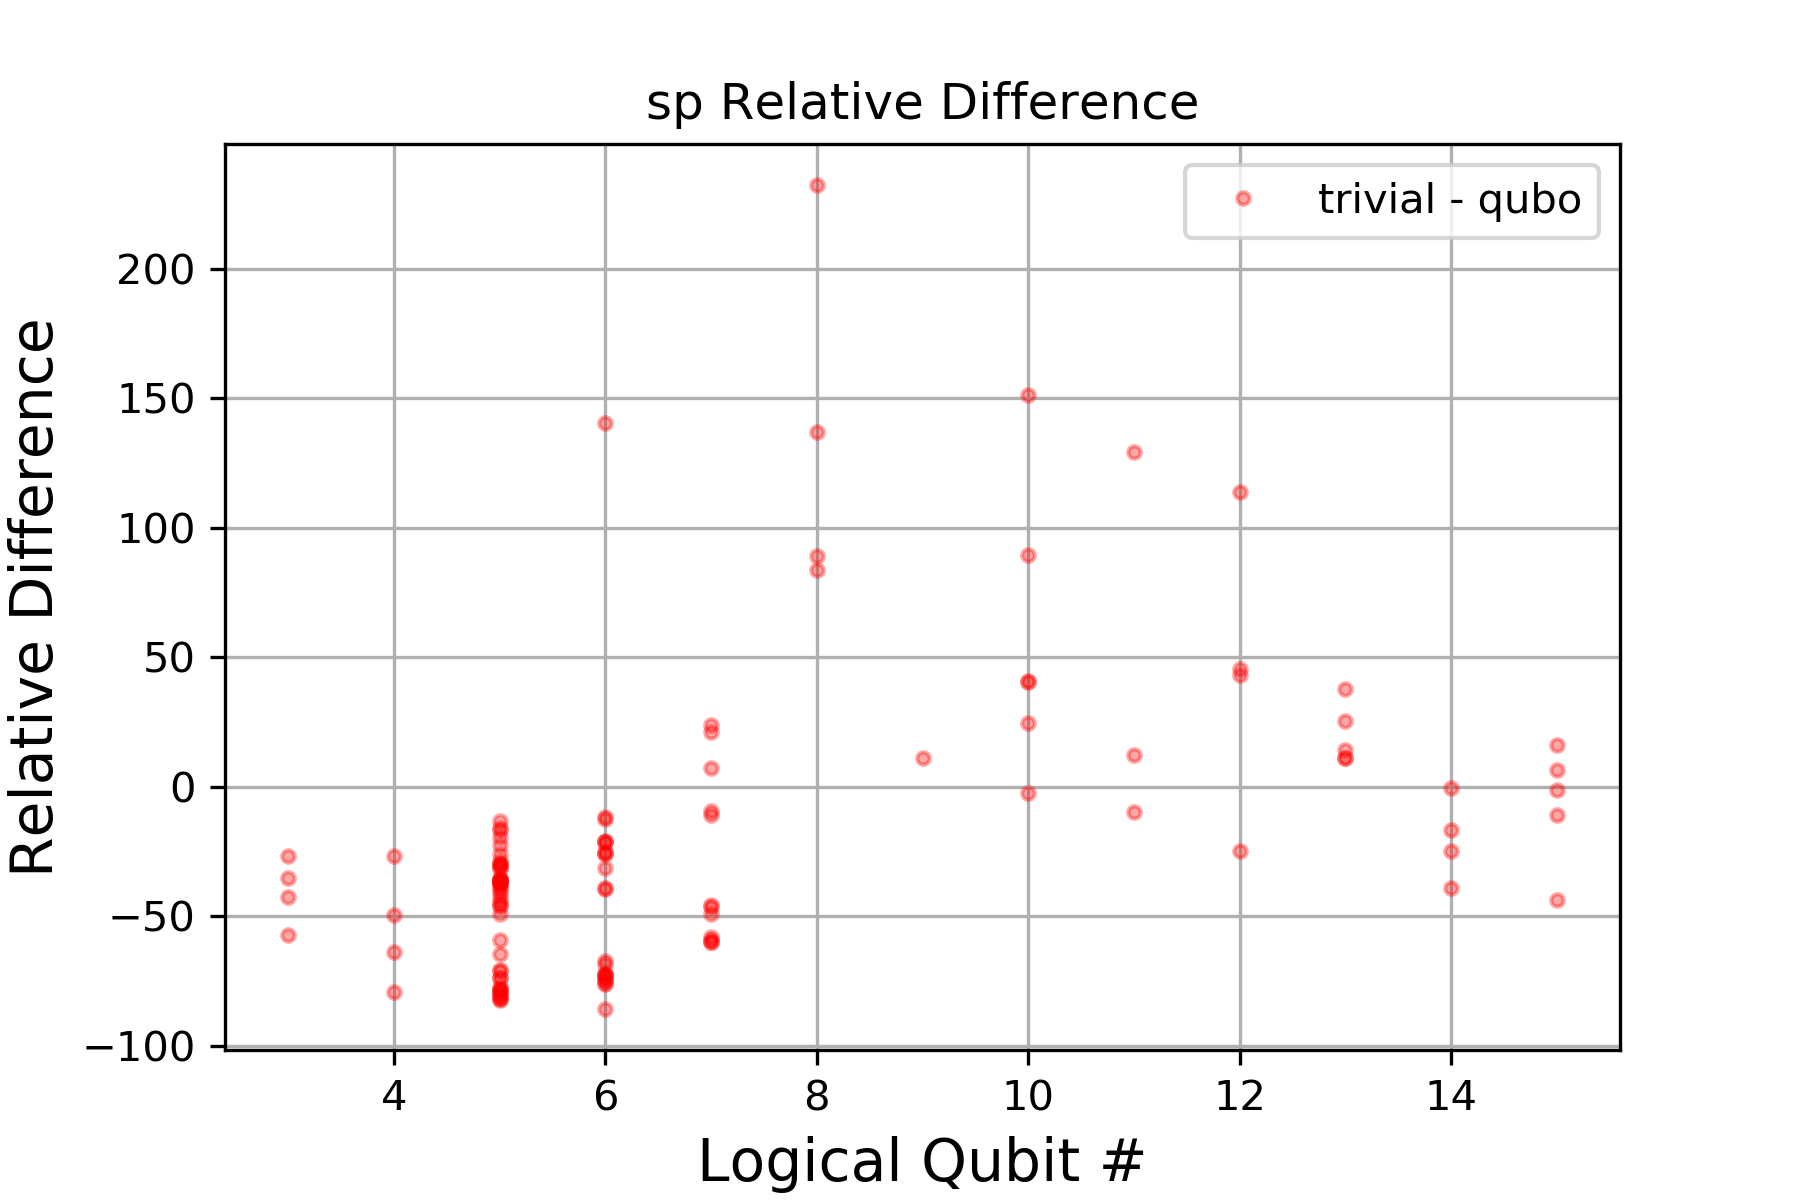 sp Relative Difference
trivial - qubo
Relative Difference
200
150
100
50
0
−50
−100
4 6 8 10 12 14
Logical Qubit #